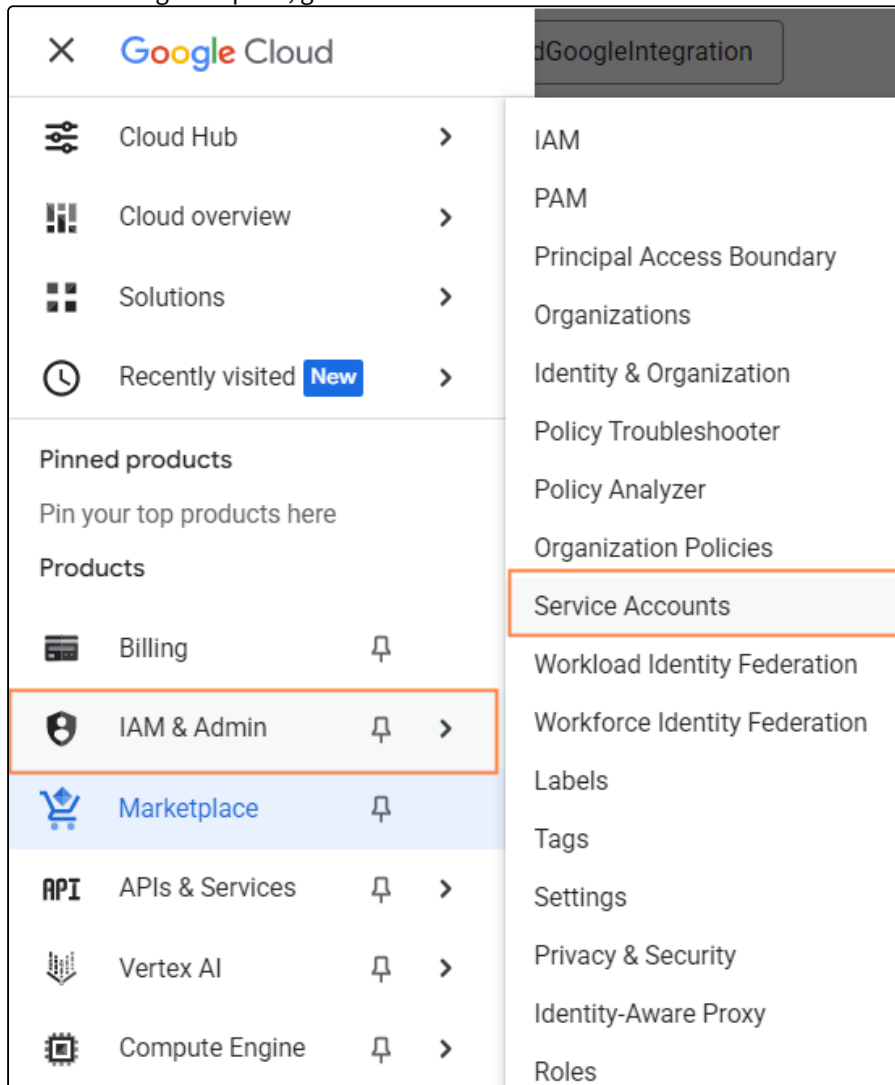 Google Cloud
dGoogleIntegration
Cloud Hub
Cloud overview
Solutions
Recently visited New
Pinned products
Pin your top products here
Products
Billing
IAM & Admin
Marketplace
API APIs & Services
Vertex AI
Compute Engine
IAM
PAM
Principal Access Boundary
Organizations
Identity & Organization
Policy Troubleshooter
Policy Analyzer
Organization Policies
Service Accounts
Workload Identity Federation
Workforce Identity Federation
Labels
Tags
Settings
Privacy & Security
Identity-Aware Proxy
Roles